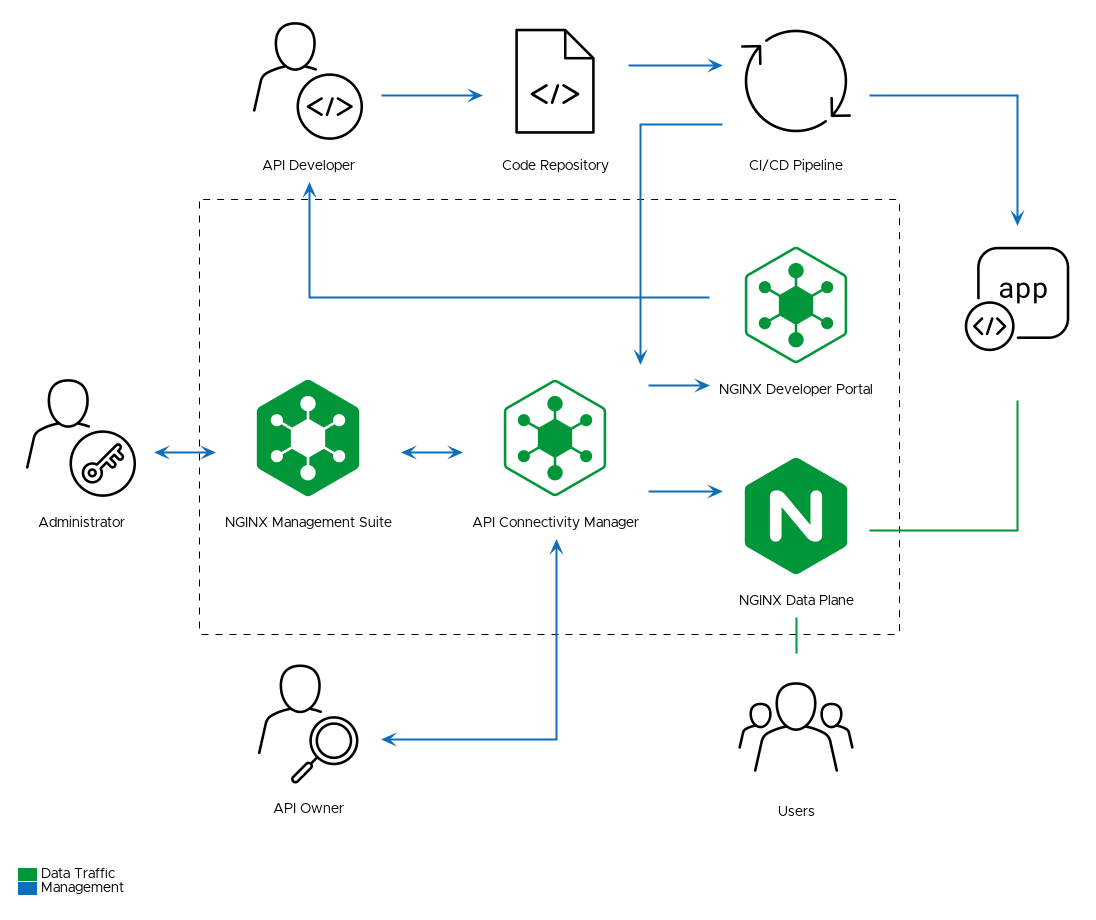 </>
</>
API Developer
Code Repository
CI/CD Pipeline
app
</>
NGINX Developer Portal
Administrator
NGINX Management Suite
API Connectivity Manager
N
NGINX Data Plane
API Owner
Users
Data Traffic
Management